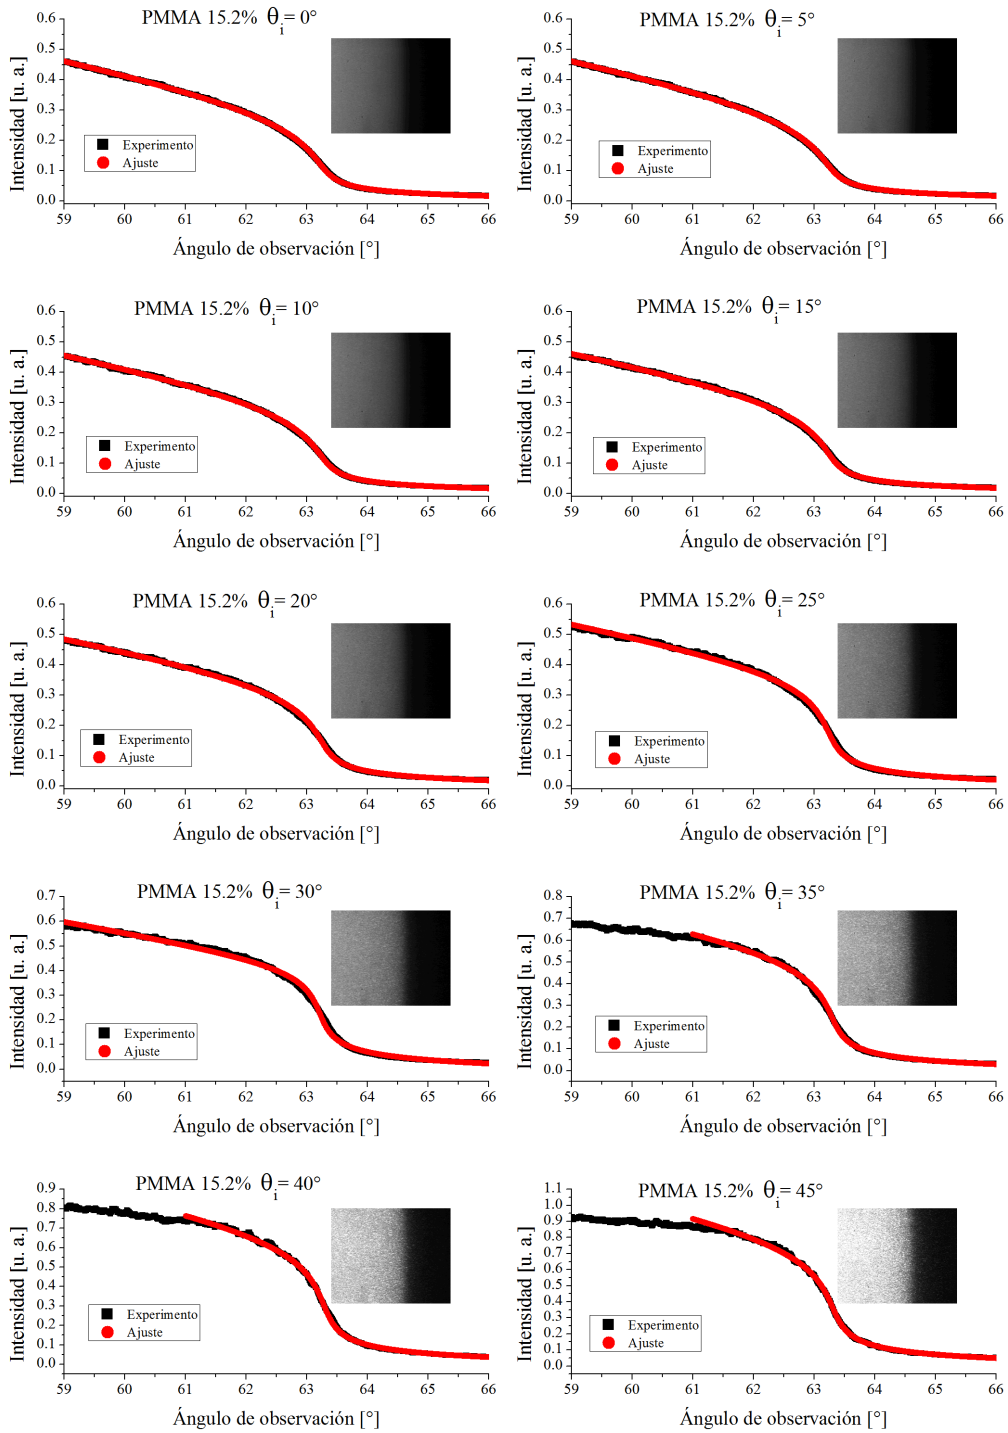 PMMA 15.2% θi= 0°
Intensidad [u. a.]
0.6
0.5
0.4
0.3
0.2
0.1
0.0
Experimento
Ajuste
59 60 61 62 63 64 65 66
Ángulo de observación [°]
PMMA 15.2% θi= 5°
Intensidad [u. a.]
0.6
0.5
0.4
0.3
0.2
0.1
0.0
Experimento
Ajuste
59 60 61 62 63 64 65 66
Ángulo de observación [°]
PMMA 15.2% θi= 10°
Intensidad [u. a.]
0.6
0.5
0.4
0.3
0.2
0.1
0.0
Experimento
Ajuste
59 60 61 62 63 64 65 66
Ángulo de observación [°]
PMMA 15.2% θi= 15°
Intensidad [u. a.]
0.6
0.5
0.4
0.3
0.2
0.1
0.0
Experimento
Ajuste
59 60 61 62 63 64 65 66
Ángulo de observación [°]
PMMA 15.2% θi= 20°
Intensidad [u. a.]
0.6
0.5
0.4
0.3
0.2
0.1
0.0
Experimento
Ajuste
59 60 61 62 63 64 65 66
Ángulo de observación [°]
PMMA 15.2% θi= 25°
Intensidad [u. a.]
0.6
0.5
0.4
0.3
0.2
0.1
0.0
Experimento
Ajuste
59 60 61 62 63 64 65 66
Ángulo de observación [°]
PMMA 15.2% θi= 30°
Intensidad [u. a.]
0.7
0.6
0.5
0.4
0.3
0.2
0.1
0.0
Experimento
Ajuste
59 60 61 62 63 64 65 66
Ángulo de observación [°]
PMMA 15.2% θi= 35°
Intensidad [u. a.]
0.8
0.7
0.6
0.5
0.4
0.3
0.2
0.1
0.0
Experimento
Ajuste
59 60 61 62 63 64 65 66
Ángulo de observación [°]
PMMA 15.2% θi= 40°
Intensidad [u. a.]
0.9
0.8
0.7
0.6
0.5
0.4
0.3
0.2
0.1
0.0
Experimento
Ajuste
59 60 61 62 63 64 65 66
Ángulo de observación [°]
PMMA 15.2% θi= 45°
Intensidad [u. a.]
1.1
1.0
0.9
0.8
0.7
0.6
0.5
0.4
0.3
0.2
0.1
0.0
Experimento
Ajuste
59 60 61 62 63 64 65 66
Ángulo de observación [°]